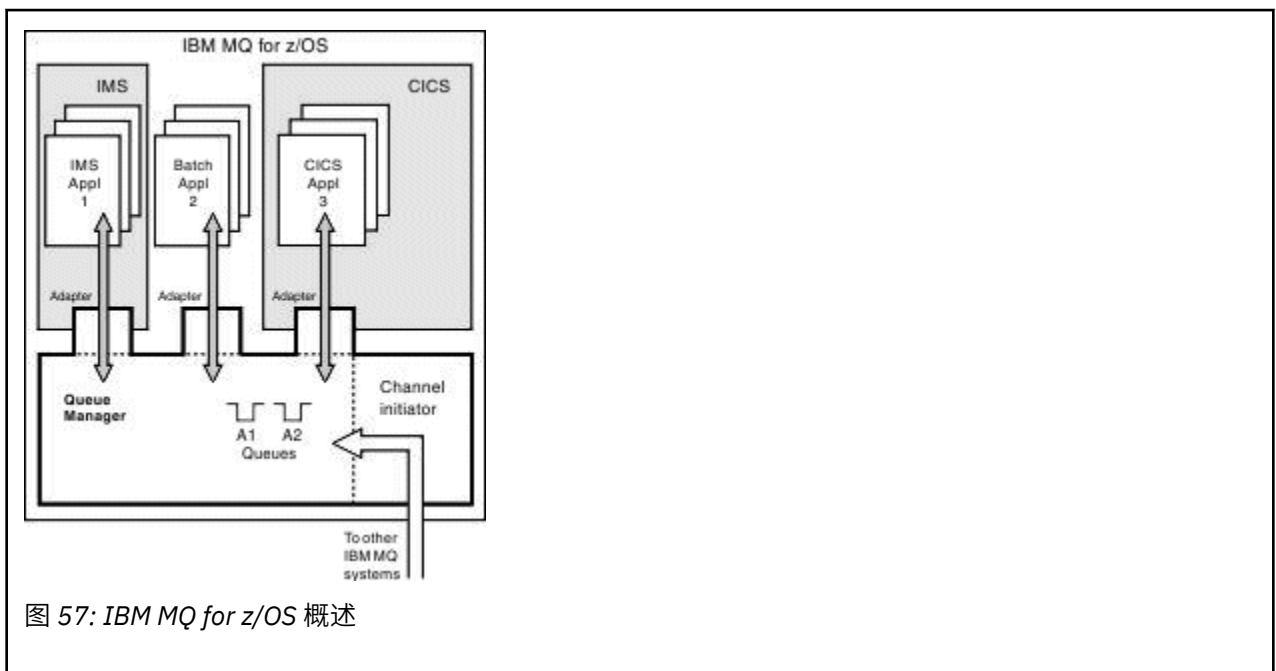 IBM MQ for z/OS
IMS
CICS
IMS
Appl
1
Batch
Appl
2
CICS
Appl
3
Adapter
Adapter
Adapter
Queue
Manager
A1
A2
Queues
Channel
initiator
To other
IBM MQ
systems
图 57: IBM MQ for z/OS 概述